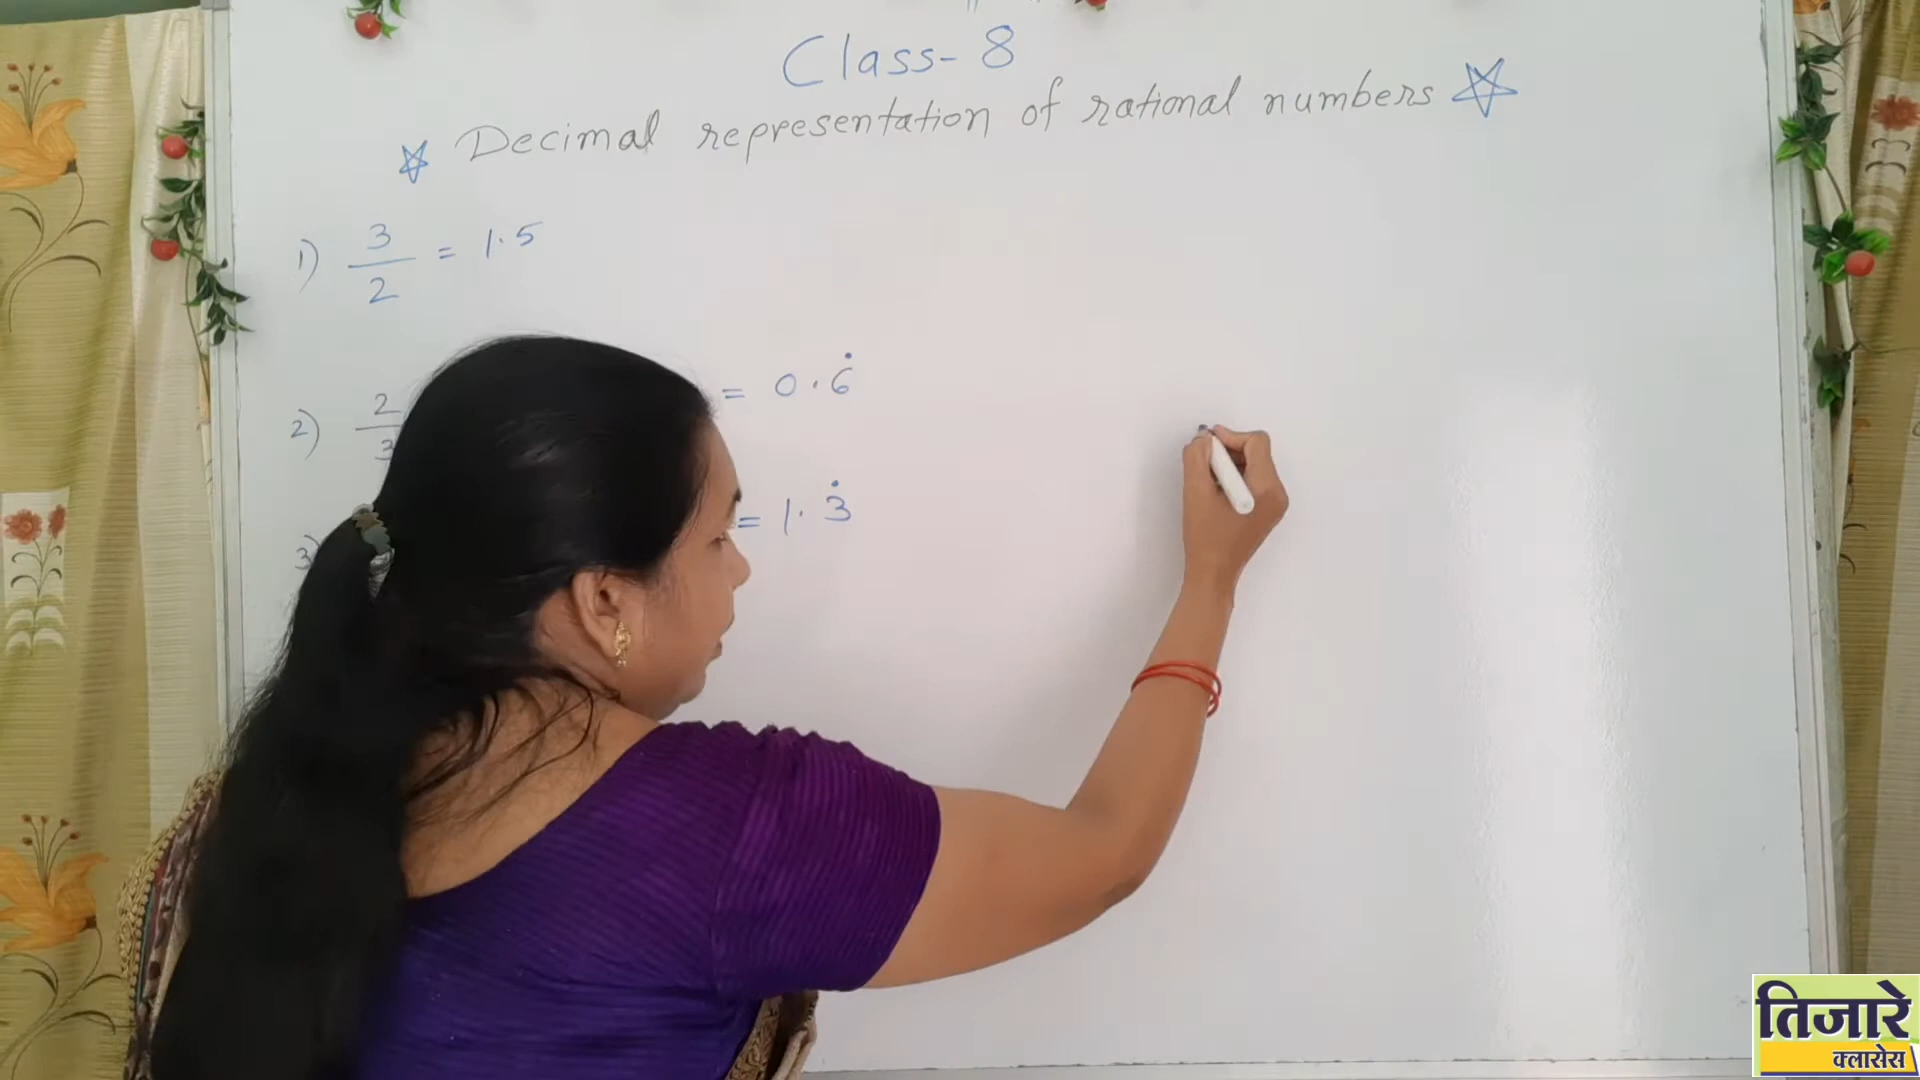 Class-8
Decimal representation of rational numbers
1) 3/2 = 1.5
2) 2/3 = 0.6̇
3) = 1.3̇
तिजारे
क्लासेस